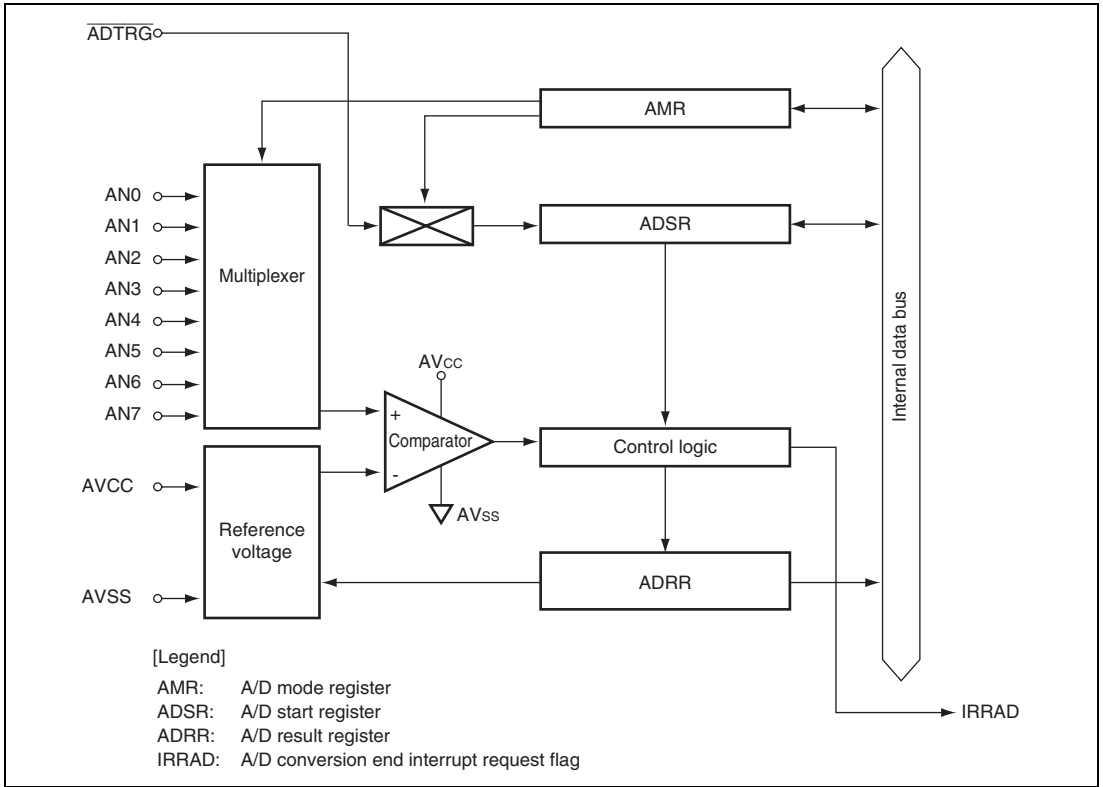 ADTRG
AMR
AN0
AN1
AN2
AN3
AN4
AN5
AN6
AN7
Multiplexer
ADSR
Internal data bus
AVCC
+
Comparator
-
AVSS
Control logic
AVCC
AVSS
Reference
voltage
ADRR
IRRAD
[Legend]
AMR: A/D mode register
ADSR: A/D start register
ADRR: A/D result register
IRRAD: A/D conversion end interrupt request flag